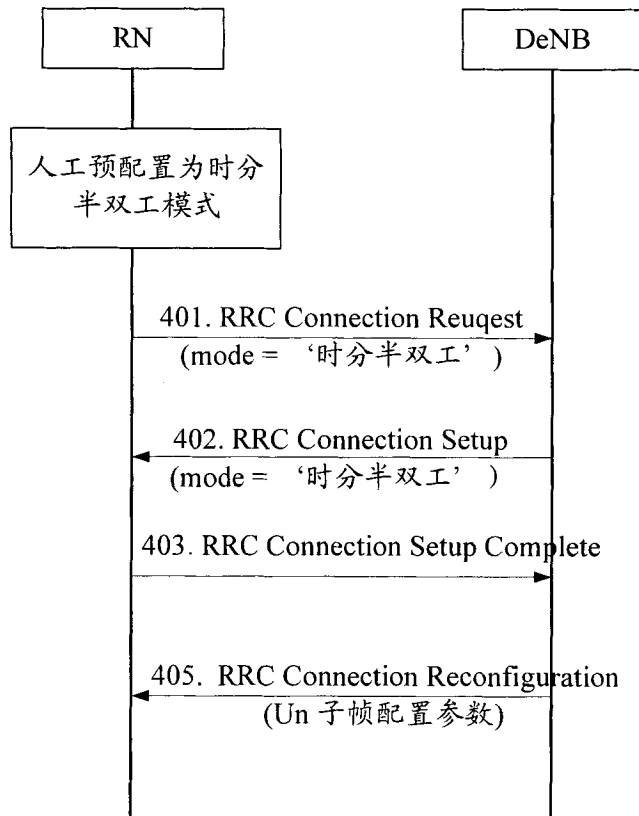 RN
DeNB
人工预配置为时分
半双工模式
401. RRC Connection Reuqest
(mode = ‘时分半双工’ )
402. RRC Connection Setup
(mode = ‘时分半双工’ )
403. RRC Connection Setup Complete
405. RRC Connection Reconfiguration
(Un 子帧配置参数)